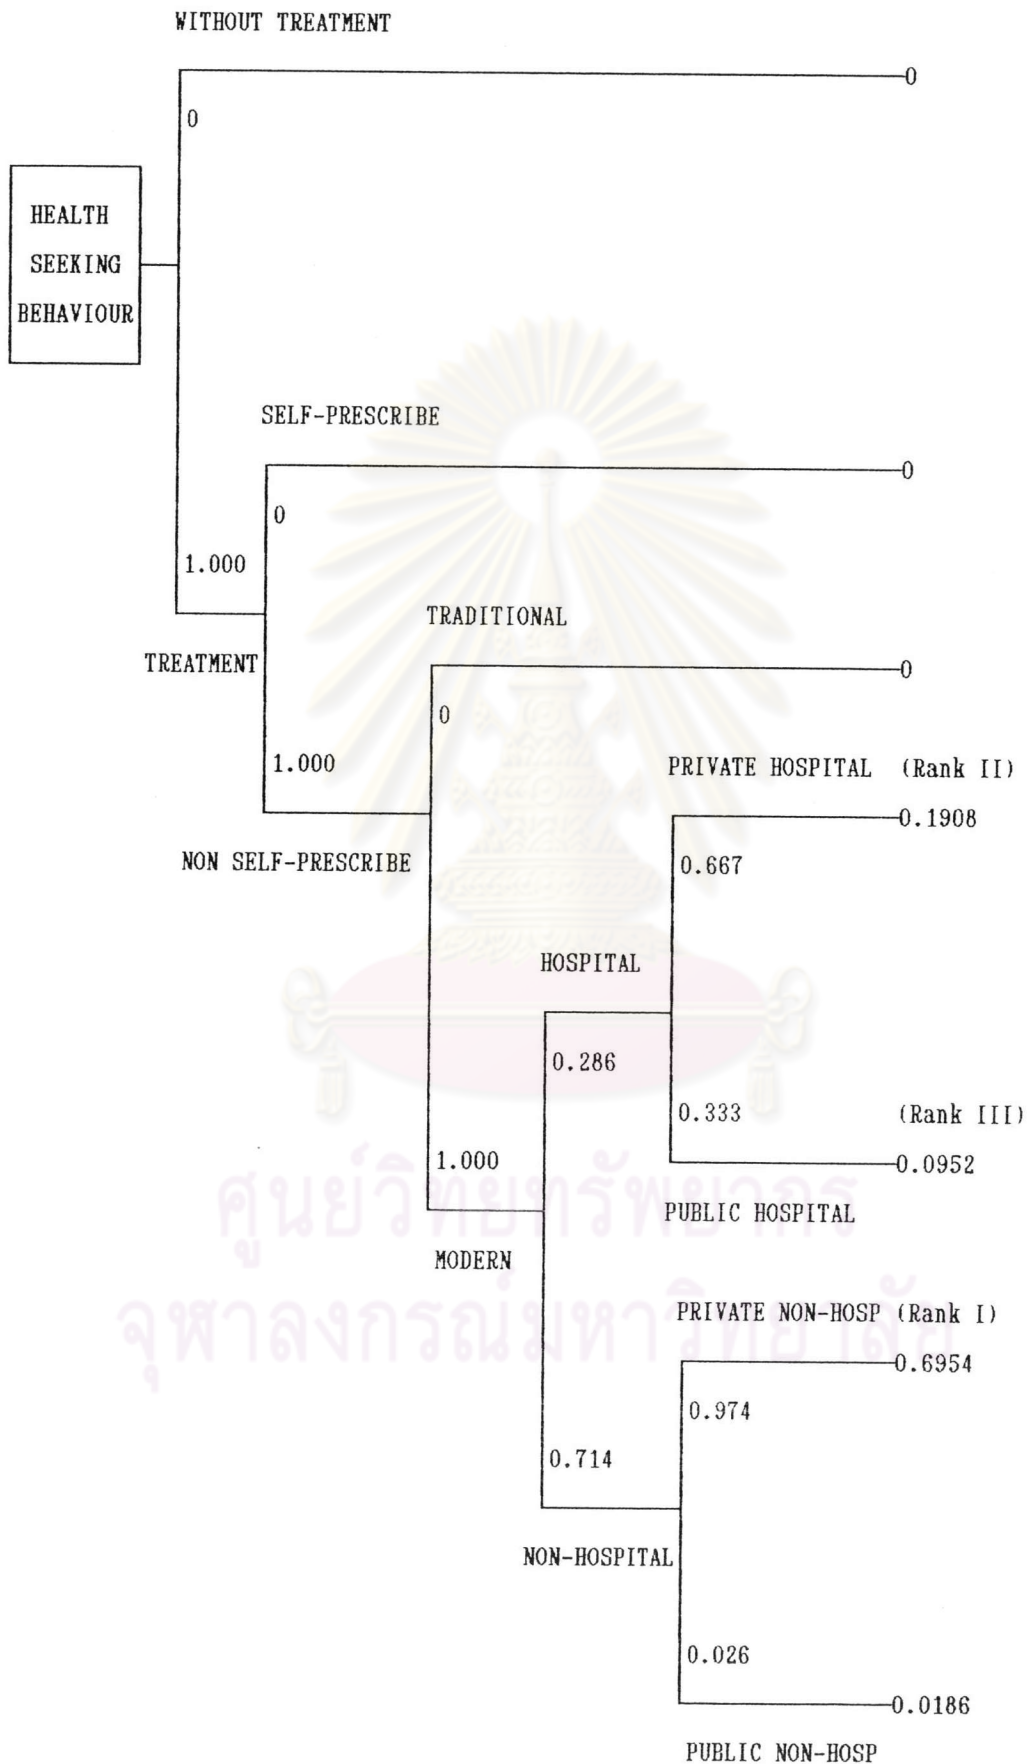 WITHOUT TREATMENT
0
0
HEALTH
SEEKING
BEHAVIOUR
SELF-PRESCRIBE
0
0
1.000
TRADITIONAL
TREATMENT
0
0
1.000
PRIVATE HOSPITAL (Rank II)
0.1908
NON SELF-PRESCRIBE
0.667
HOSPITAL
0.286
0.333
(Rank III)
1.000
0.0952
ศูนย์วิทยทรัพยากร
PUBLIC HOSPITAL
MODERN
PRIVATE NON-HOSP (Rank I)
จุฬาลงกรณ์มหาวิทยาลัย
0.6954
0.974
0.714
NON-HOSPITAL
0.026
0.0186
PUBLIC NON-HOSP